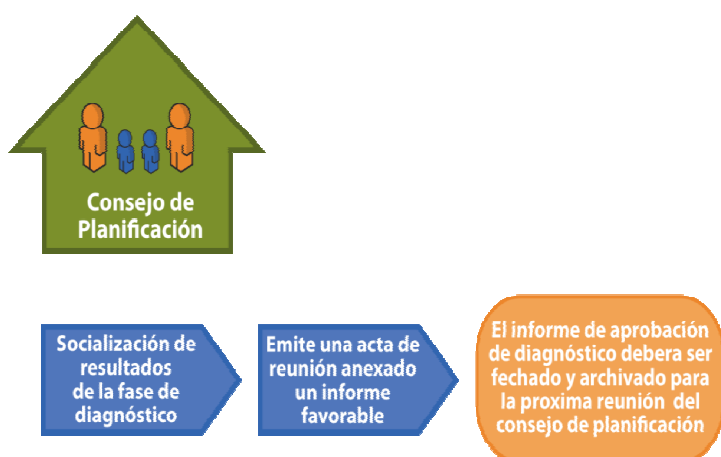 Consejo de
Planificación
Socialización de
resultados
de la fase de
diagnóstico
Emite una acta de
reunión anexado
un informe
favorable
El informe de aprobación
de diagnóstico debera ser
fechado y archivado para
la proxima reunión del
consejo de planificación